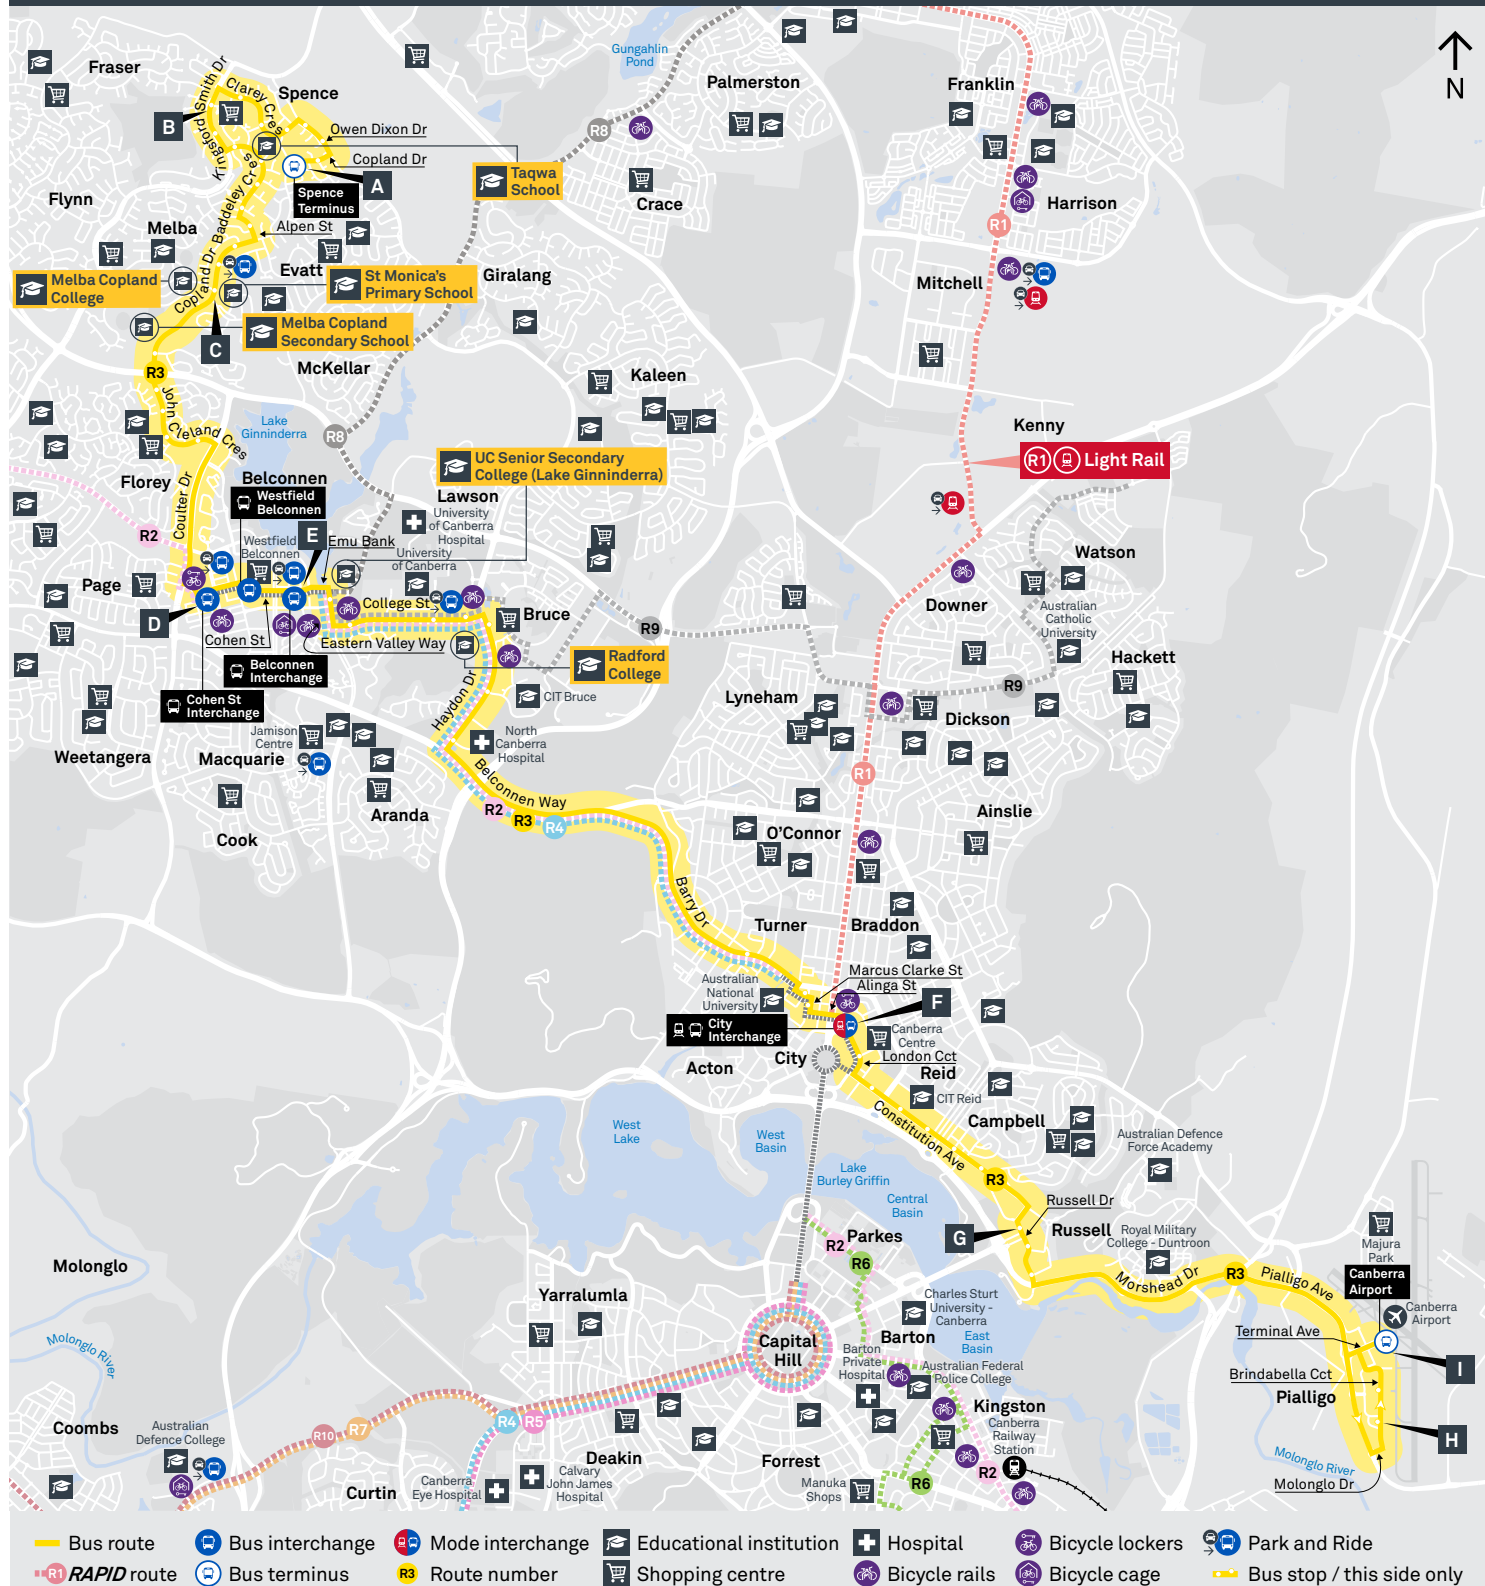 Fraser
Spence
Clarey Cres
Kingsford Smith Dr
B
Owen Dixon Dr
Copland Dr
A
Spence
Terminus
Flynn
Baddeley Cres
Melba
Alpen St
Evatt
Copland Dr
Melba Copland
College
St Monica's
Primary School
Melba Copland
Secondary School
C
McKellar
R3
Taqwa
School
Gungahlin
Pond
R8
Palmerston
Crace
Giralang
Kaleen
Franklin
Harrison
R1
Mitchell
N
Kenny
R1 Light Rail
John Cleland Cres
Lake
Ginninderra
R8
Florey
Coulter Dr
R2
Belconnen
Westfield
Belconnen
Westfield
Belconnen
E
Emu Bank
UC Senior Secondary
College (Lake Ginninderra)
Lawson
University
of Canberra
Hospital
University
of Canberra
Page
D
Cohen St
College St
Eastern Valley Way
Bruce
Belconnen
Interchange
Cohen St
Interchange
Radford
College
R9
Watson
Downer
Australian
Catholic
University
Hackett
R9
Lyneham
Dickson
Haydon Dr
CIT Bruce
North
Canberra
Hospital
Weetangera
Jamison
Centre
Macquarie
Cook
Aranda
Belconnen Way
R2
R3
R4
R1
Ainslie
O'Connor
Barry Dr
Turner
Braddon
Marcus Clarke St
Alinga St
Australian
National
University
F
City
Interchange
Canberra
Centre
London Cct
Acton
City
Reid
CIT Reid
Constitution Ave
Campbell
Australian Defence
Force Academy
West
Lake
West
Basin
Lake
Burley Griffin
Central
Basin
R3
Russell Dr
G
Russell
Royal Military
College - Duntroon
Majura
Park
Parkes
R2
R6
Morshead Dr
R3
Pialligo Ave
Canberra
Airport
Canberra
Airport
Terminal Ave
I
Brindabella Cct
Pialligo
H
Molonglo River
Molonglo Dr
Molonglo
Molonglo River
Yarralumla
Capital
Hill
Charles Sturt
University -
Canberra
Barton
East
Basin
Barton
Private
Hospital
Australian Federal
Police College
Kingston
Canberra
Railway
Station
R2
R6
Coombs
Australian
Defence College
R10
R7
R4
R5
Deakin
Forrest
Manuka
Shops
Curtin
Canberra
Eye Hospital
Calvary
John James
Hospital
Bus route
Bus interchange
Mode interchange
Educational institution
Hospital
Bicycle lockers
Park and Ride
R1 RAPID route
Bus terminus
R3 Route number
Shopping centre
Bicycle rails
Bicycle cage
Bus stop / this side only